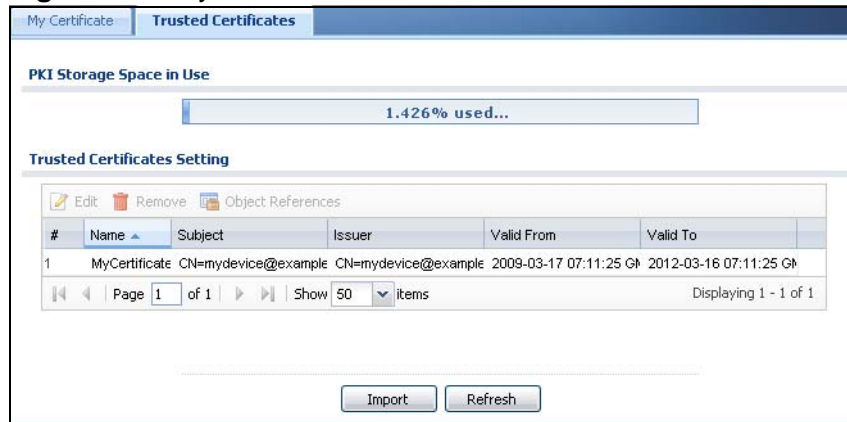 My Certificate Trusted Certificates
PKI Storage Space in Use
1.426% used...
Trusted Certificates Setting
Edit Remove Object References
# Name Subject Issuer Valid From Valid To
1 MyCertificate CN=mydevice@example CN=mydevice@example 2009-03-17 07:11:25 GM 2012-03-16 07:11:25 GM
Page 1 of 1 Show 50 items Displaying 1 - 1 of 1
Import Refresh